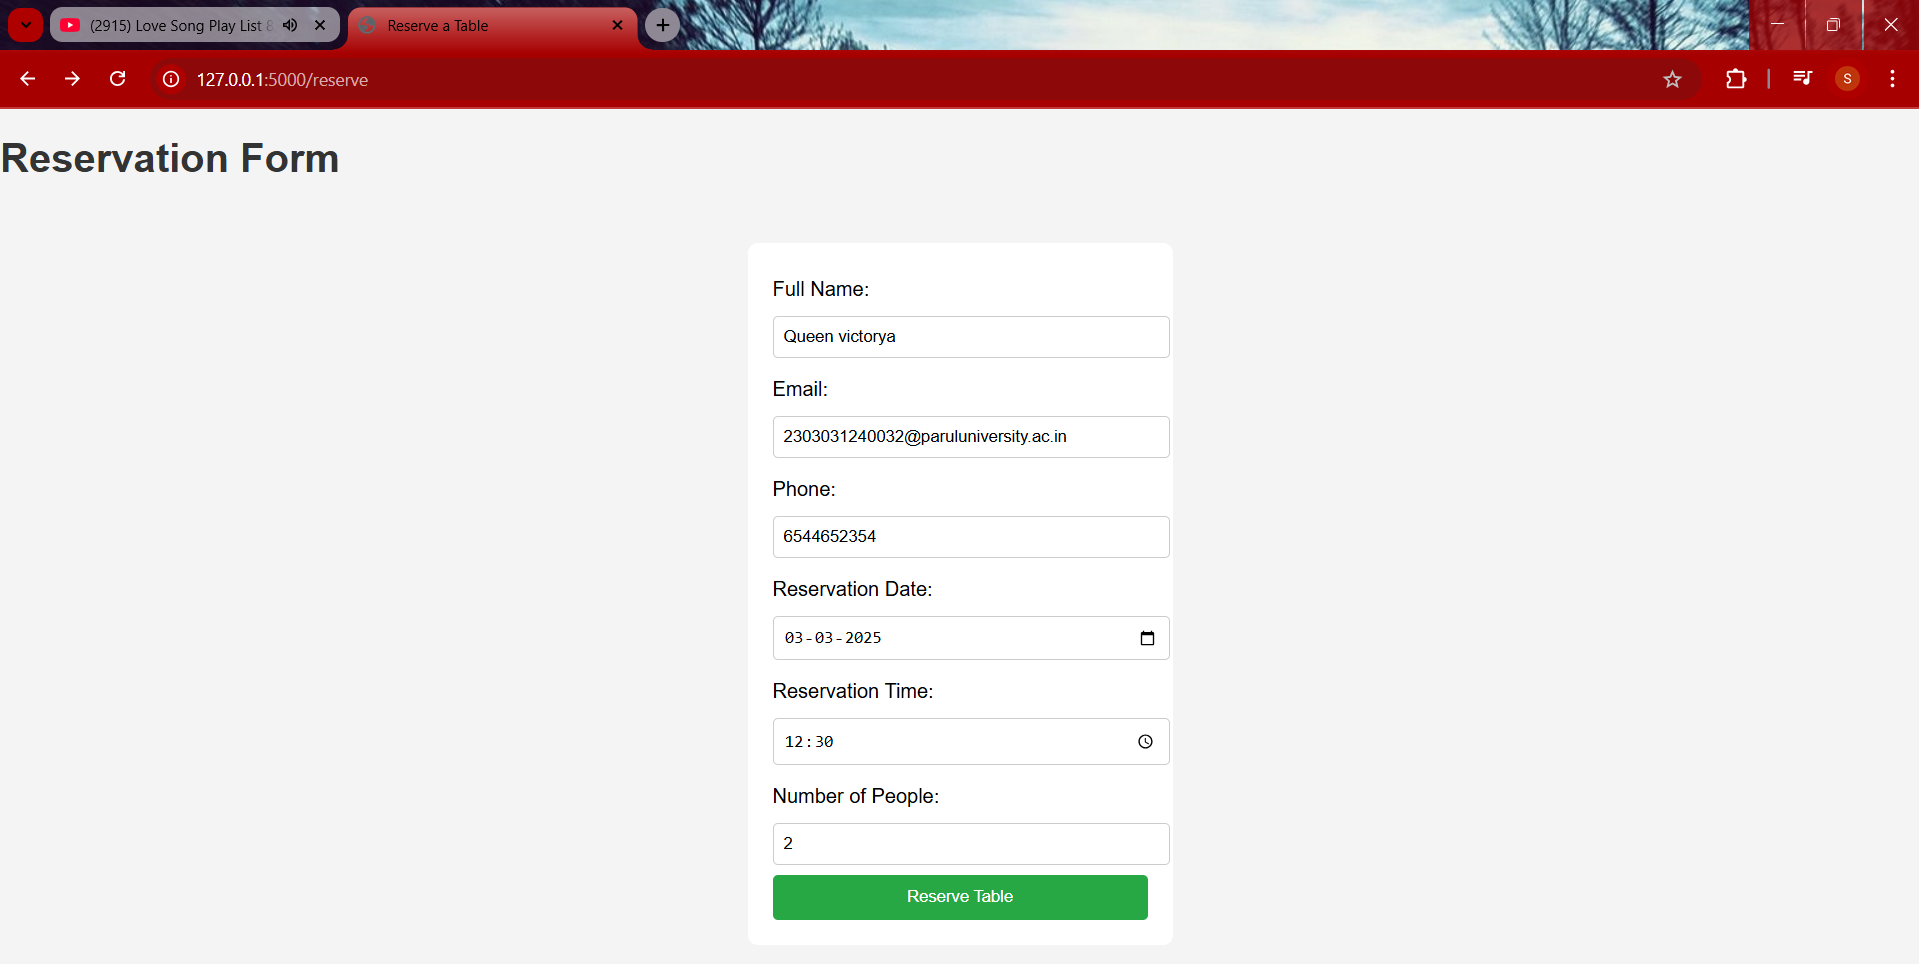 (2915) Love Song Play List
Reserve a Table
127.0.0.1:5000/reserve
S
Reservation Form
Full Name:
Queen victorya
Email:
2303031240032@paruluniversity.ac.in
Phone:
6544652354
Reservation Date:
03-03-2025
Reservation Time:
12:30
Number of People:
2
Reserve Table